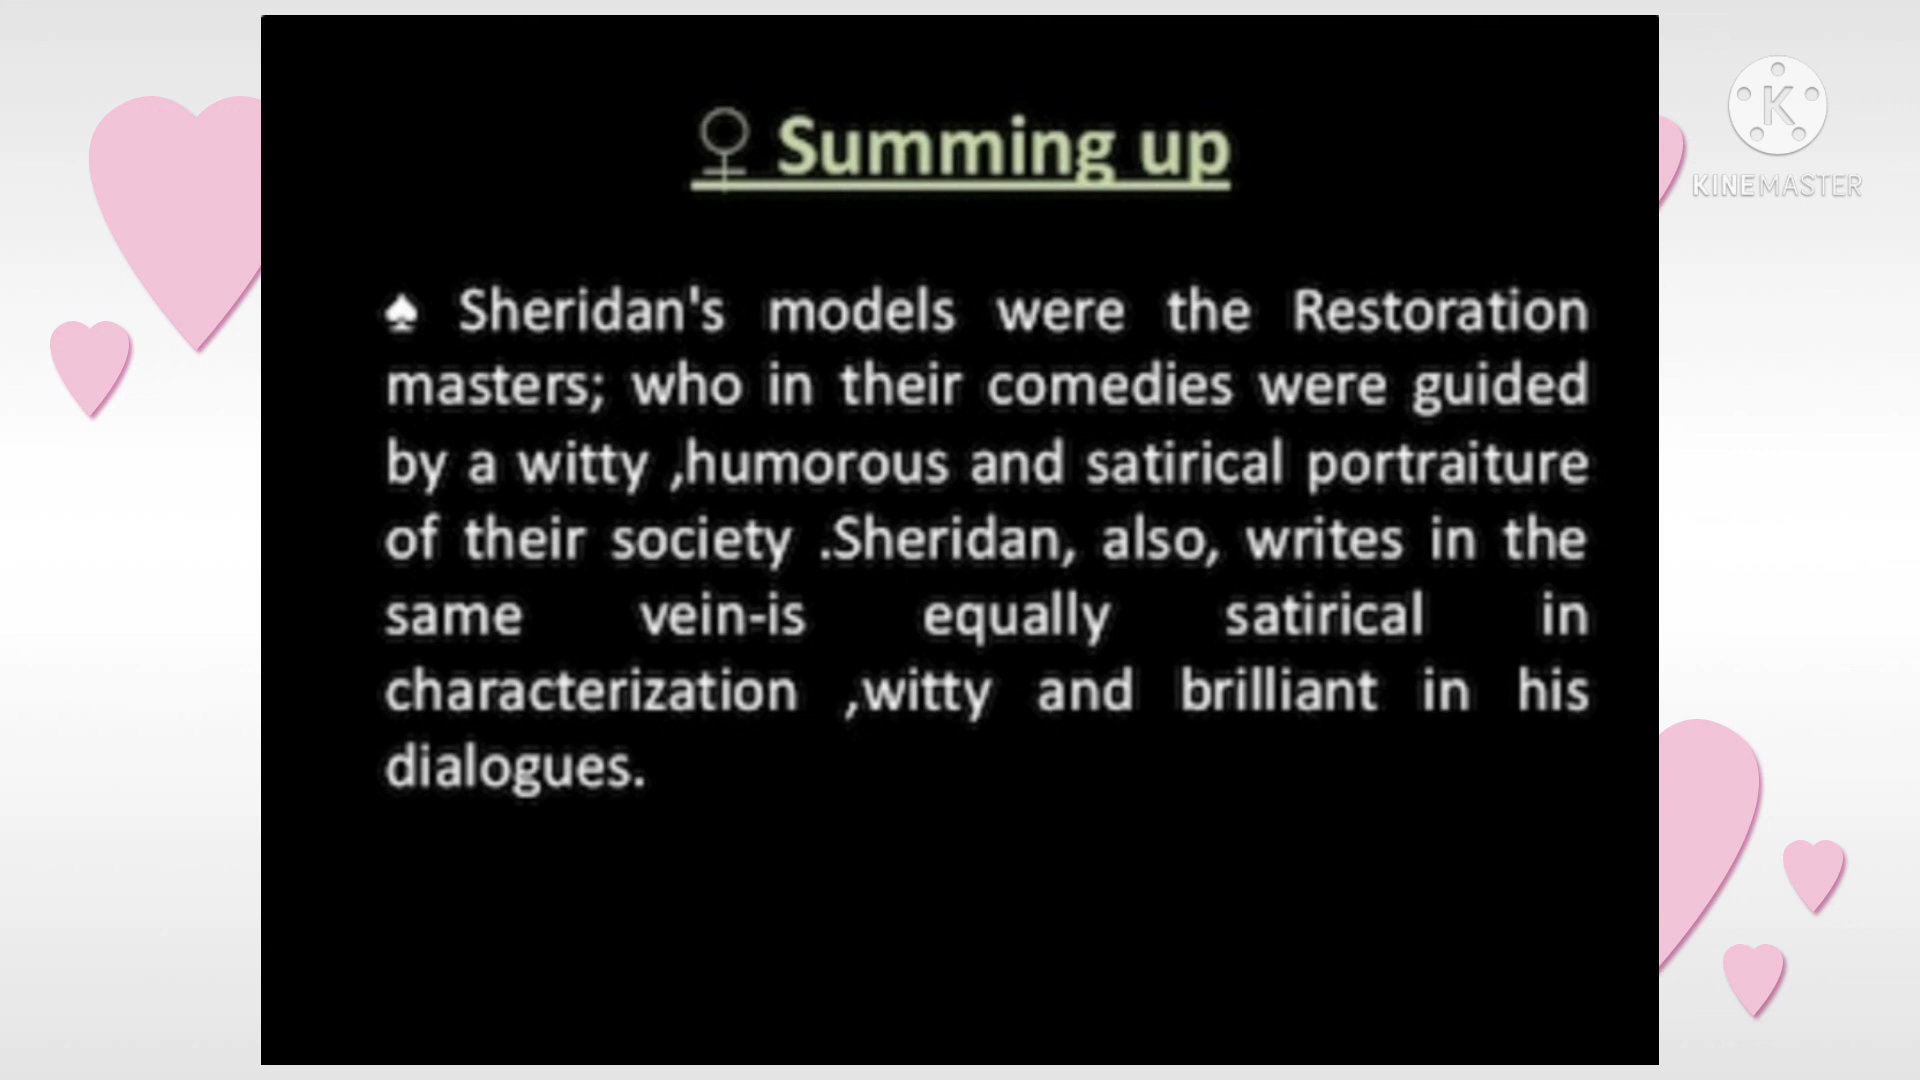 ♀ Summing up
♠ Sheridan's models were the Restoration
masters; who in their comedies were guided
by a witty ,humorous and satirical portraiture
of their society .Sheridan, also, writes in the
same vein-is equally satirical in
characterization ,witty and brilliant in his
dialogues.
K
KINEMASTER